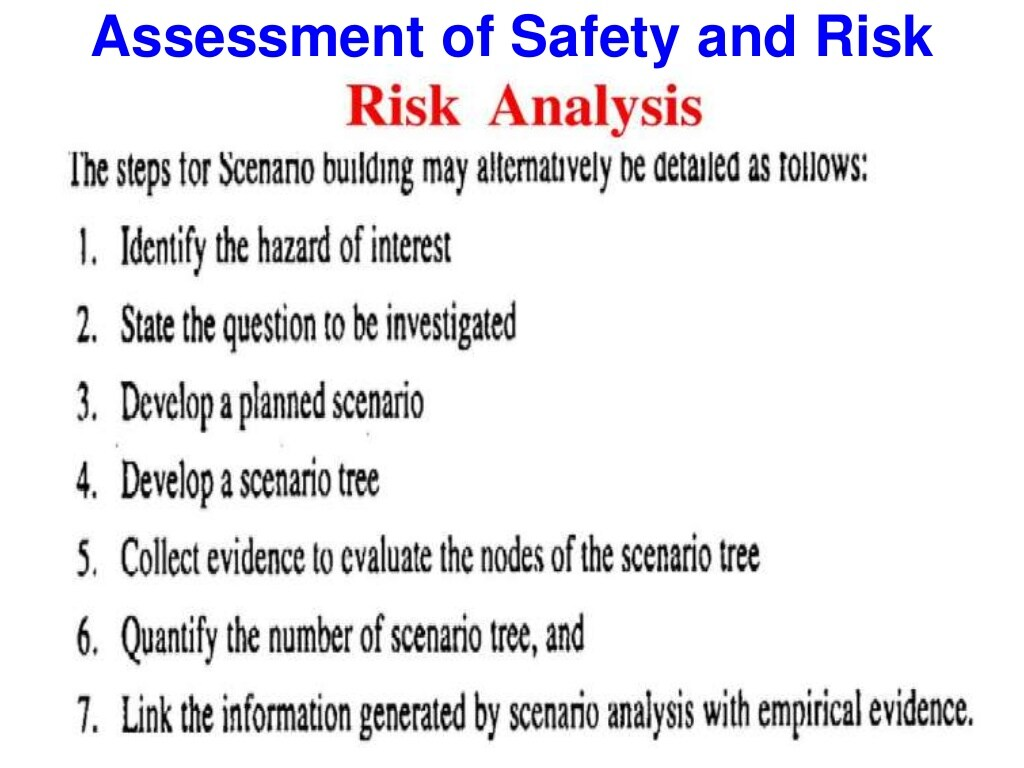 Assessment of Safety and Risk
Risk Analysis
The steps for Scenario building may alternatively be detailed as follows:
1. Identify the hazard of interest
2. State the question to be investigated
3. Develop a planned scenario
4. Develop a scenario tree
5. Collect evidence to evaluate the nodes of the scenario tree
6. Quantify the number of scenario tree, and
7. Link the information generated by scenario analysis with empirical evidence.